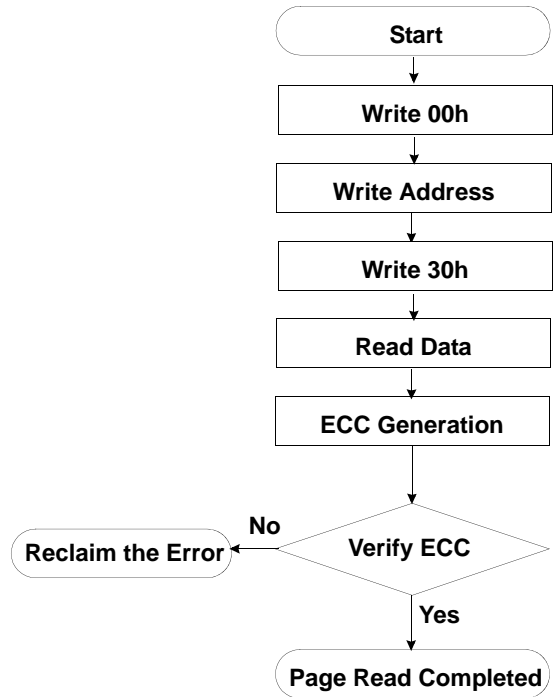 Start
Write 00h
Write Address
Write 30h
Read Data
ECC Generation
No
Reclaim the Error
Verify ECC
Yes
Page Read Completed